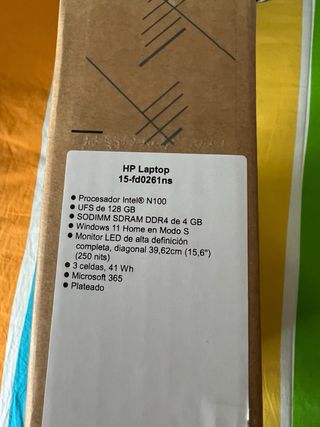 HP Laptop
15-fd0261ns
● Procesador Intel® N100
● UFS de 128 GB
● SODIMM SDRAM DDR4 de 4 GB
● Windows 11 Home en Modo S
● Monitor LED de alta definición
completa, diagonal 39,62cm (15,6")
(250 nits)
● 3 celdas, 41 Wh
● Microsoft 365
● Plateado